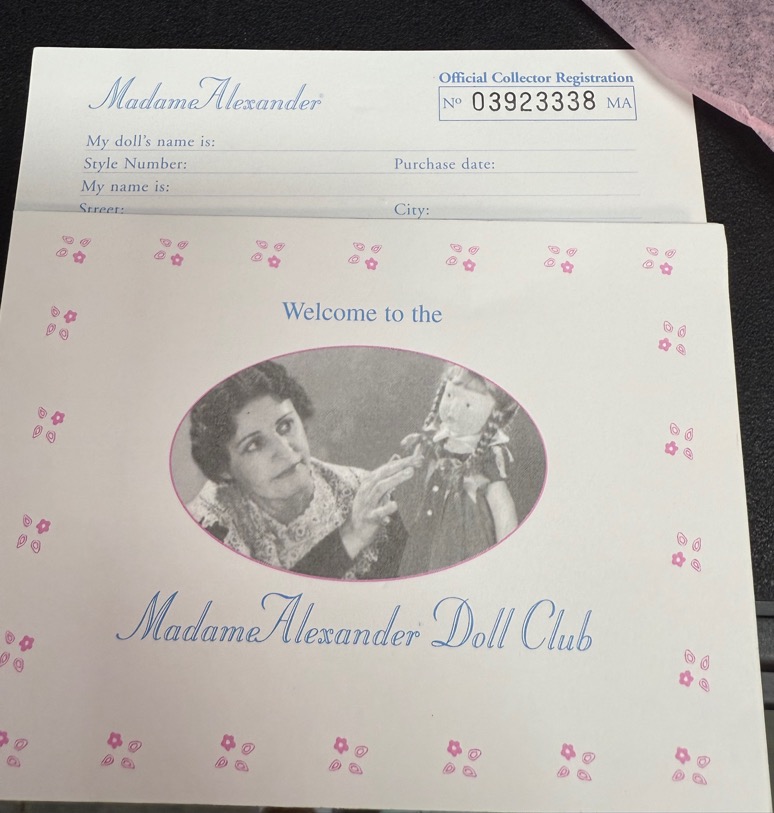 Madame Alexander®
Official Collector Registration
Nº 03923338 MA
My doll's name is:
Style Number: Purchase date:
My name is:
Street: City:
Welcome to the
Madame Alexander® Doll Club